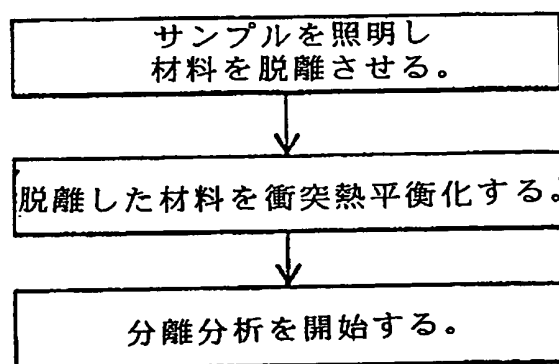 サンプルを照明し
材料を脱離させる。
脱離した材料を衝突熱平衡化する。
分離分析を開始する。